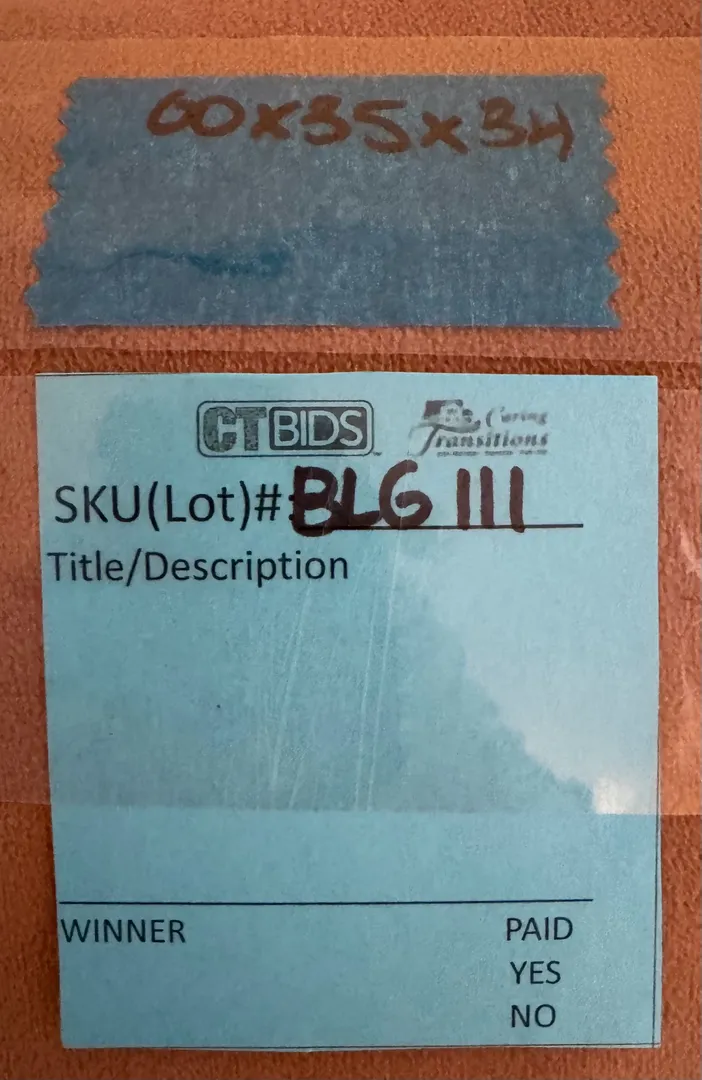 60x35x34
CTBIDS
Caring
Transitions
SKU(Lot)# BLG 111
Title/Description
WINNER PAID
YES
NO